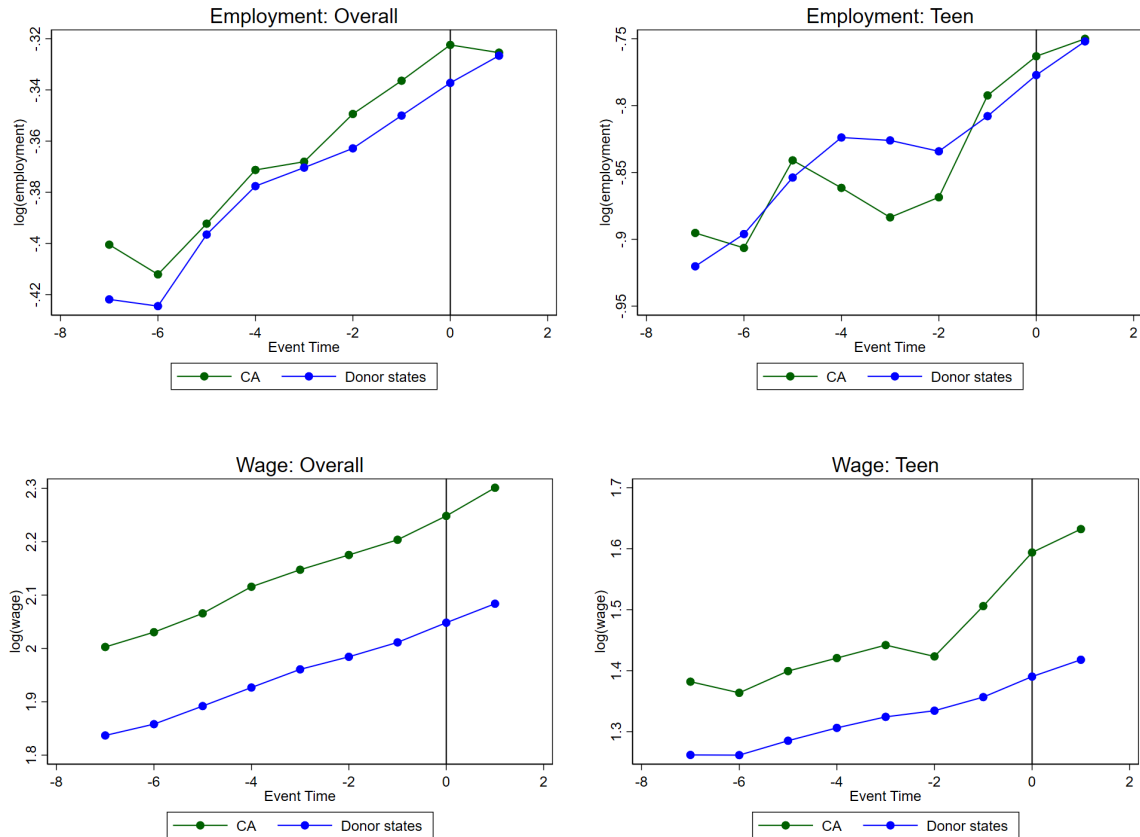 Employment: Overall
log(employment)
-.32
-.34
-.36
-.38
-.4
-.42
-8 -6 -4 -2 0 2
Event Time
CA Donor states
Employment: Teen
log(employment)
-.75
-.8
-.85
-.9
-.95
-8 -6 -4 -2 0 2
Event Time
CA Donor states
Wage: Overall
log(wage)
2.3
2.2
2.1
2
1.9
1.8
-8 -6 -4 -2 0 2
Event Time
CA Donor states
Wage: Teen
log(wage)
1.7
1.6
1.5
1.4
1.3
-8 -6 -4 -2 0 2
Event Time
CA Donor states